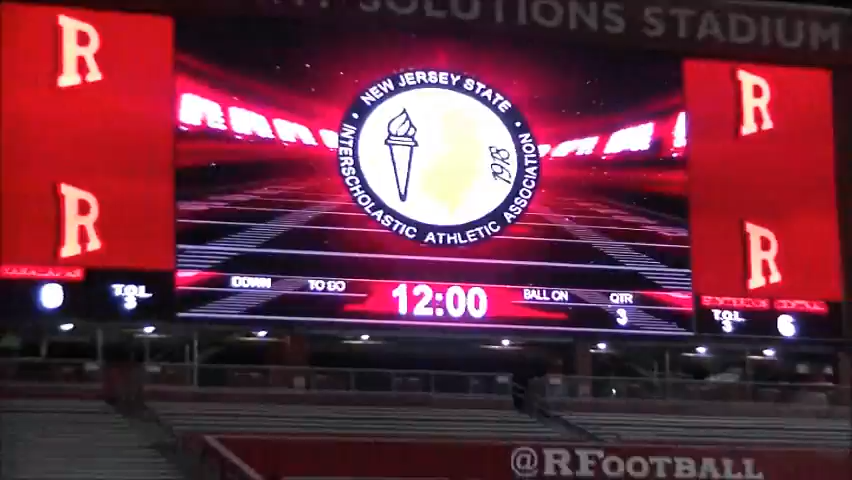 SOLUTIONS STADIUM
R
R
R
R
NEW JERSEY STATE
INTERSCHOLASTIC ATHLETIC ASSOCIATION
1918
DOWN
TO GO
12:00
BALL ON
QTR
3
T.O.L
3
T.O.L
3
6
CENTRAL
@RFOOTBALL